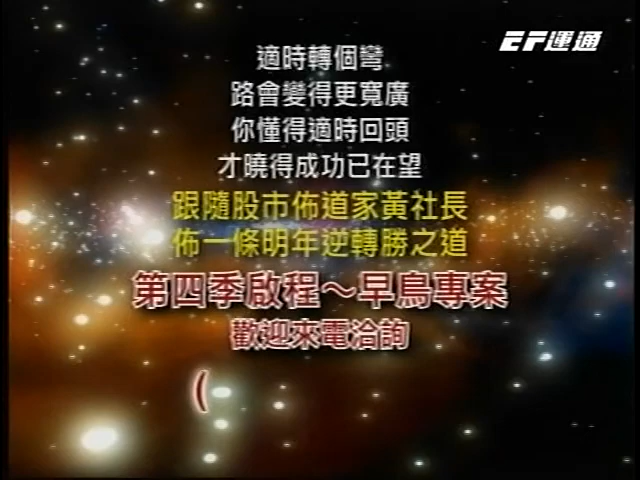 EF運通
適時轉個彎
路會變得更寬廣
你懂得適時回頭
才曉得成功已在望
跟隨股市佈道家黃社長
佈一條明年逆轉勝之道
第四季啟程～早鳥專案
歡迎來電洽詢
(